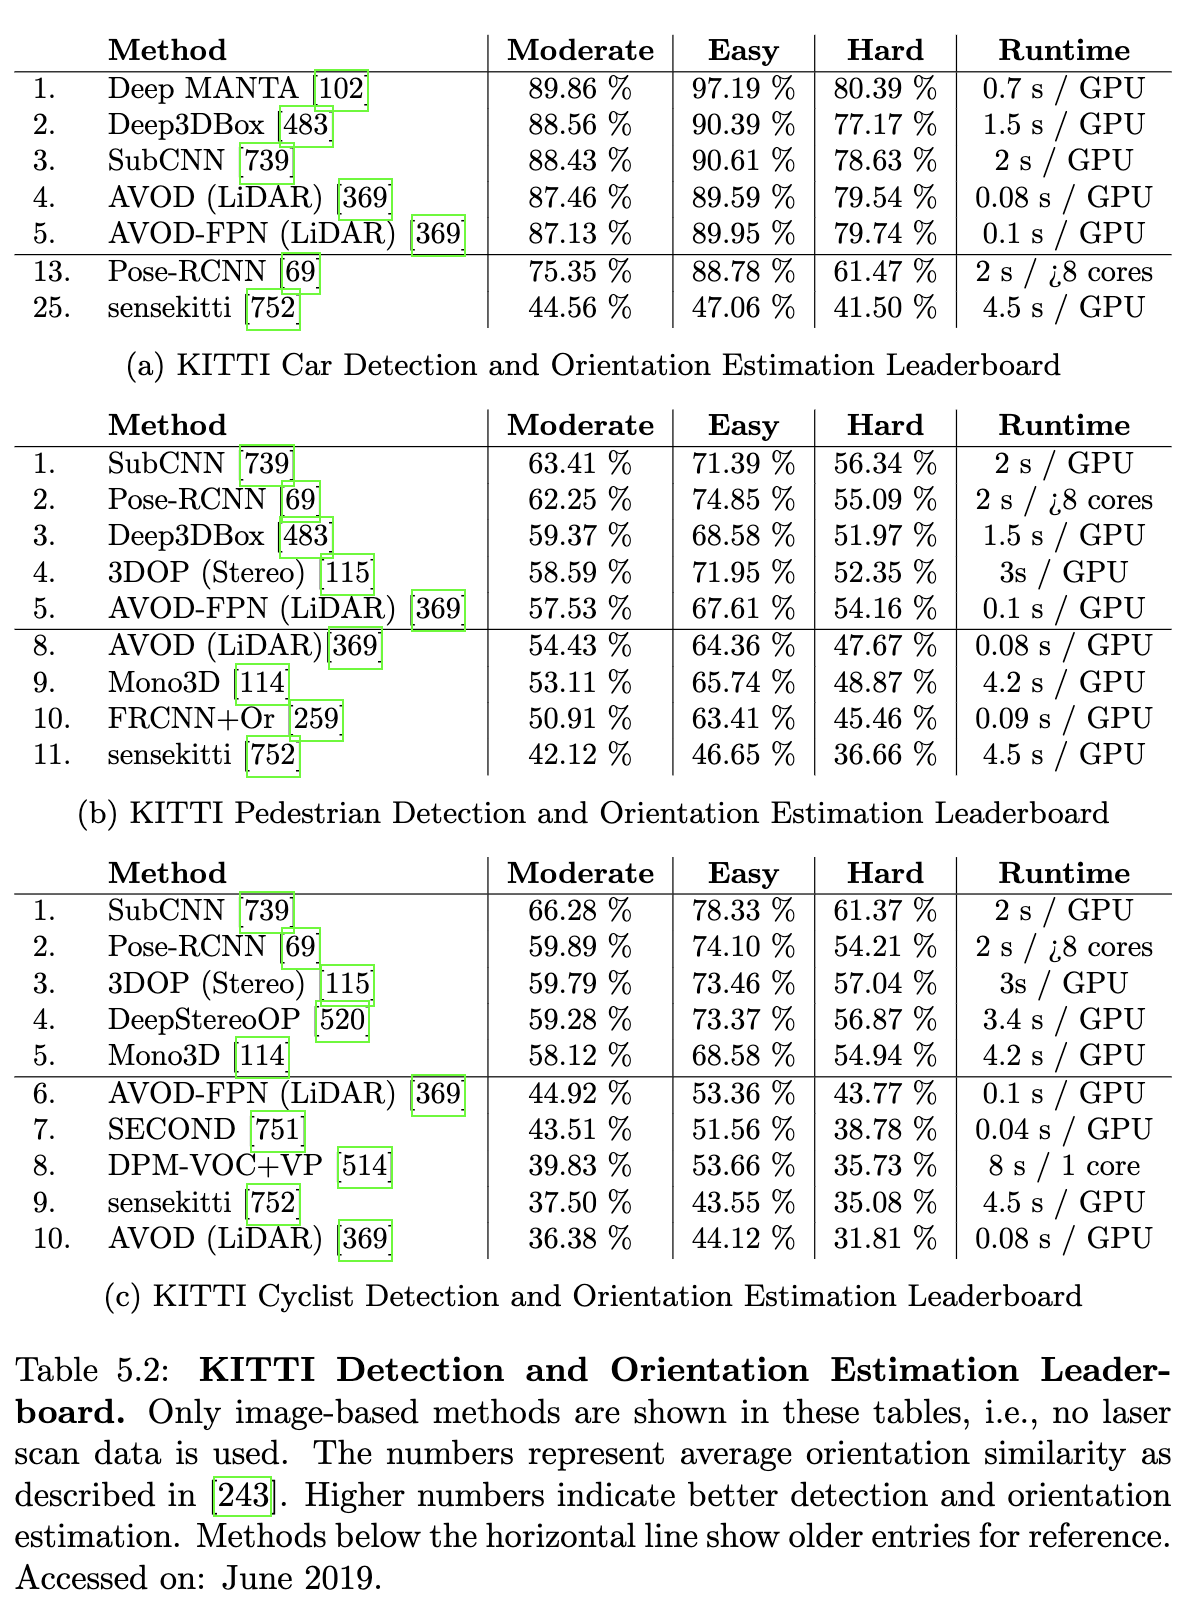 Method Moderate Easy Hard Runtime
1. Deep MANTA [102] 89.86 % 97.19 % 80.39 % 0.7 s / GPU
2. Deep3DBox [483] 88.56 % 90.39 % 77.17 % 1.5 s / GPU
3. SubCNN [739] 88.43 % 90.61 % 78.63 % 2 s / GPU
4. AVOD (LiDAR) [369] 87.46 % 89.59 % 79.54 % 0.08 s / GPU
5. AVOD-FPN (LiDAR) [369] 87.13 % 89.95 % 79.74 % 0.1 s / GPU
13. Pose-RCNN [69] 75.35 % 88.78 % 61.47 % 2 s / ¿8 cores
25. sensekitti [752] 44.56 % 47.06 % 41.50 % 4.5 s / GPU
(a) KITTI Car Detection and Orientation Estimation Leaderboard
Method Moderate Easy Hard Runtime
1. SubCNN [739] 63.41 % 71.39 % 56.34 % 2 s / GPU
2. Pose-RCNN [69] 62.25 % 74.85 % 55.09 % 2 s / ¿8 cores
3. Deep3DBox [483] 59.37 % 68.58 % 51.97 % 1.5 s / GPU
4. 3DOP (Stereo) [115] 58.59 % 71.95 % 52.35 % 3s / GPU
5. AVOD-FPN (LiDAR) [369] 57.53 % 67.61 % 54.16 % 0.1 s / GPU
8. AVOD (LiDAR)[369] 54.43 % 64.36 % 47.67 % 0.08 s / GPU
9. Mono3D [114] 53.11 % 65.74 % 48.87 % 4.2 s / GPU
10. FRCNN+Or [259] 50.91 % 63.41 % 45.46 % 0.09 s / GPU
11. sensekitti [752] 42.12 % 46.65 % 36.66 % 4.5 s / GPU
(b) KITTI Pedestrian Detection and Orientation Estimation Leaderboard
Method Moderate Easy Hard Runtime
1. SubCNN [739] 66.28 % 78.33 % 61.37 % 2 s / GPU
2. Pose-RCNN [69] 59.89 % 74.10 % 54.21 % 2 s / ¿8 cores
3. 3DOP (Stereo) [115] 59.79 % 73.46 % 57.04 % 3s / GPU
4. DeepStereoOP [520] 59.28 % 73.37 % 56.87 % 3.4 s / GPU
5. Mono3D [114] 58.12 % 68.58 % 54.94 % 4.2 s / GPU
6. AVOD-FPN (LiDAR) [369] 44.92 % 53.36 % 43.77 % 0.1 s / GPU
7. SECOND [751] 43.51 % 51.56 % 38.78 % 0.04 s / GPU
8. DPM-VOC+VP [514] 39.83 % 53.66 % 35.73 % 8 s / 1 core
9. sensekitti [752] 37.50 % 43.55 % 35.08 % 4.5 s / GPU
10. AVOD (LiDAR) [369] 36.38 % 44.12 % 31.81 % 0.08 s / GPU
(c) KITTI Cyclist Detection and Orientation Estimation Leaderboard
Table 5.2: KITTI Detection and Orientation Estimation Leader-
board. Only image-based methods are shown in these tables, i.e., no laser
scan data is used. The numbers represent average orientation similarity as
described in [243]. Higher numbers indicate better detection and orientation
estimation. Methods below the horizontal line show older entries for reference.
Accessed on: June 2019.